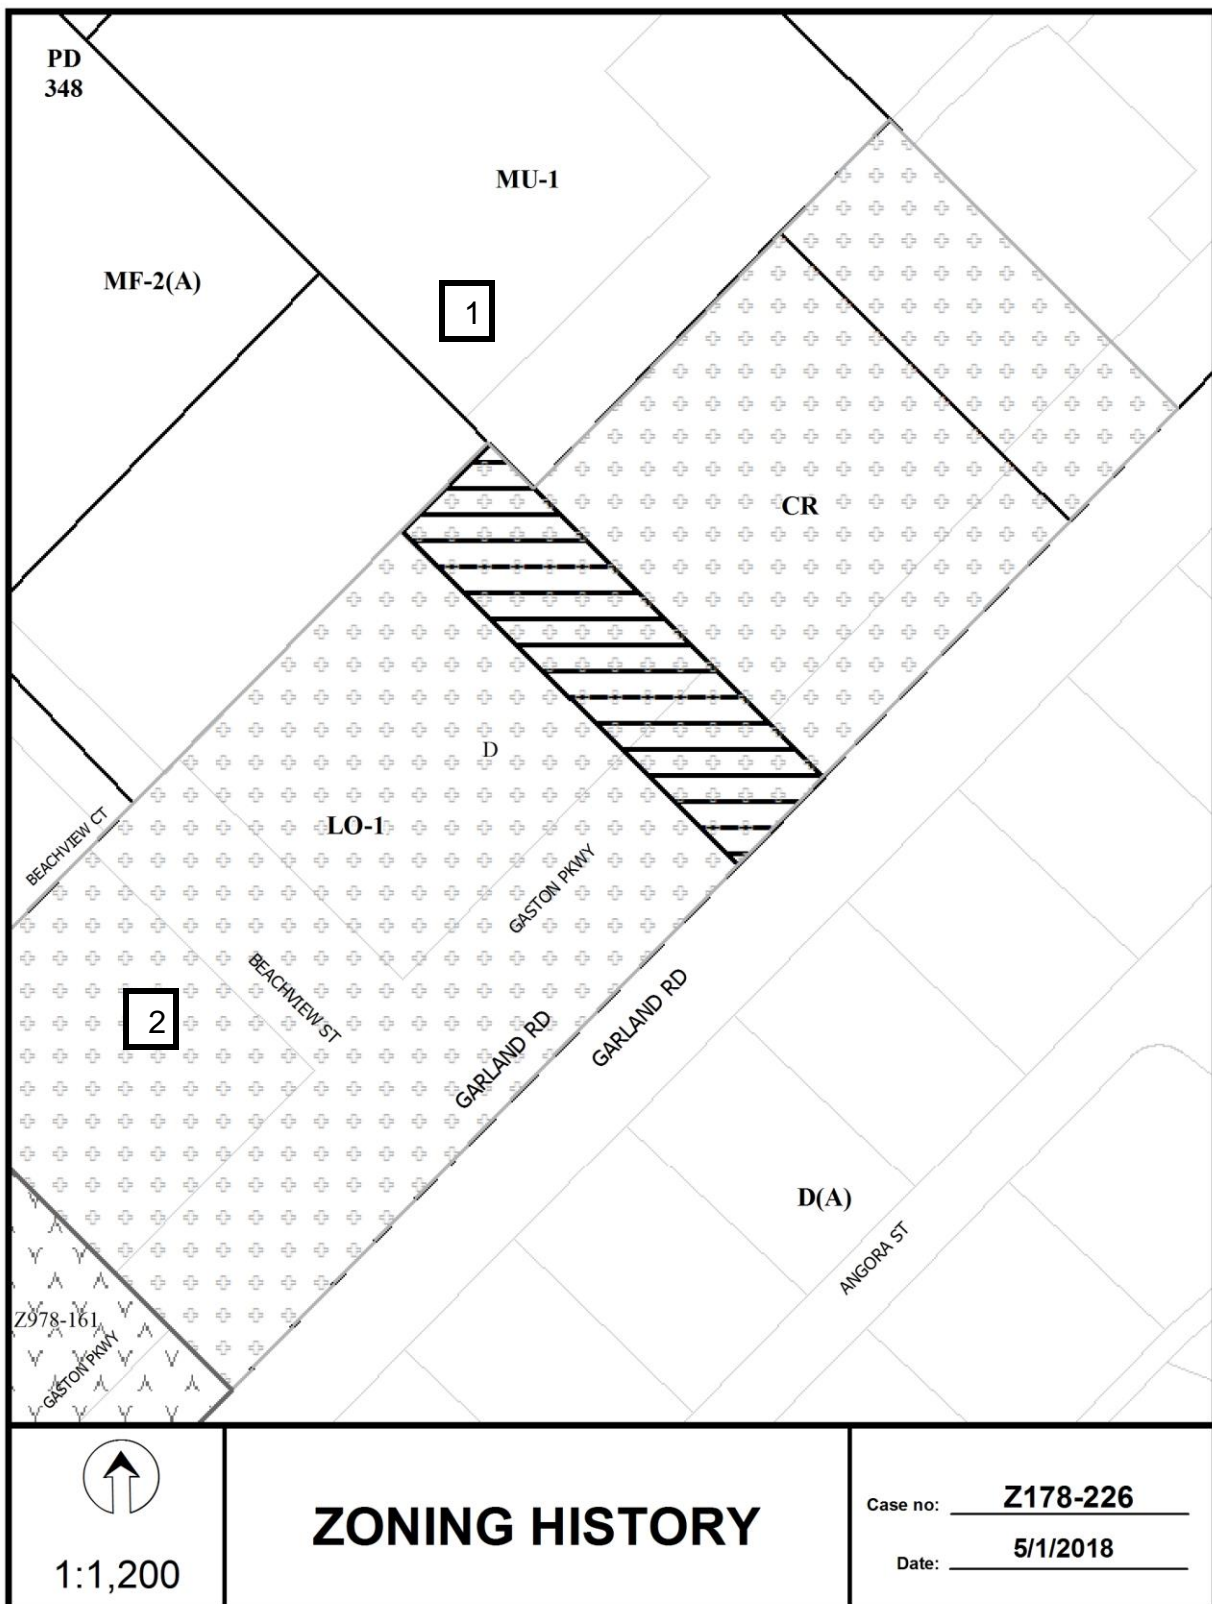 PD
348
MU-1
MF-2(A)
1
CR
D
LO-1
BEACHVIEW CT
GASTON PKWY
BEACHVIEW ST
2
GARLAND RD
GARLAND RD
D(A)
ANGORA ST
Z978-161
GASTON PKWY
1:1,200
ZONING HISTORY
Case no: Z178-226
Date: 5/1/2018